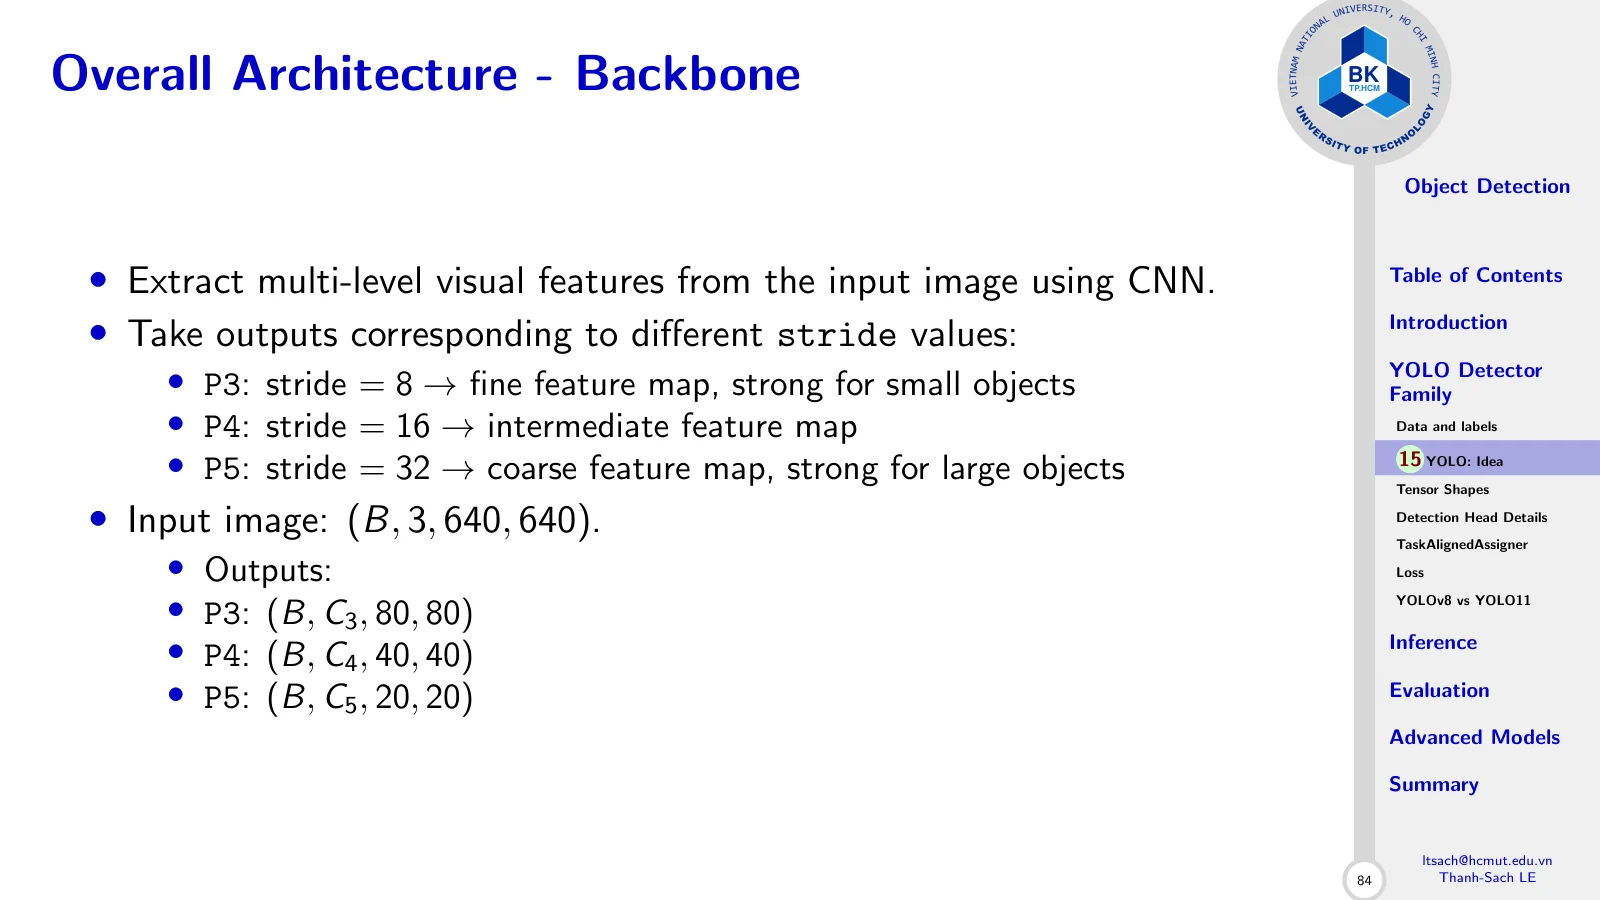 Overall Architecture - Backbone
• Extract multi-level visual features from the input image using CNN.
• Take outputs corresponding to different stride values:
• P3: stride = 8 → fine feature map, strong for small objects
• P4: stride = 16 → intermediate feature map
• P5: stride = 32 → coarse feature map, strong for large objects
• Input image: (B, 3, 640, 640).
• Outputs:
• P3: (B, C₃, 80, 80)
• P4: (B, C₄, 40, 40)
• P5: (B, C₅, 20, 20)
VIETNAM NATIONAL UNIVERSITY, HO CHI MINH CITY
BK
TP.HCM
UNIVERSITY OF TECHNOLOGY
Object Detection
Table of Contents
Introduction
YOLO Detector
Family
Data and labels
15 YOLO: Idea
Tensor Shapes
Detection Head Details
TaskAlignedAssigner
Loss
YOLOv8 vs YOLO11
Inference
Evaluation
Advanced Models
Summary
ltsach@hcmut.edu.vn
Thanh-Sach LE
84